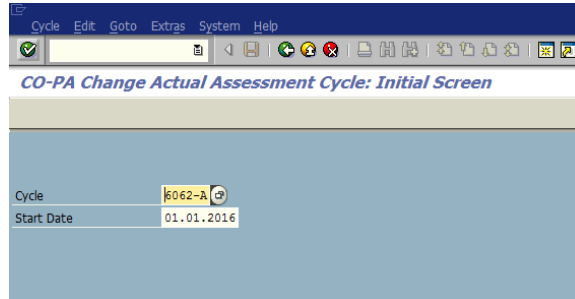 Cycle Edit Goto Extras System Help
CO-PA Change Actual Assessment Cycle: Initial Screen
Cycle 6062-A
Start Date 01.01.2016